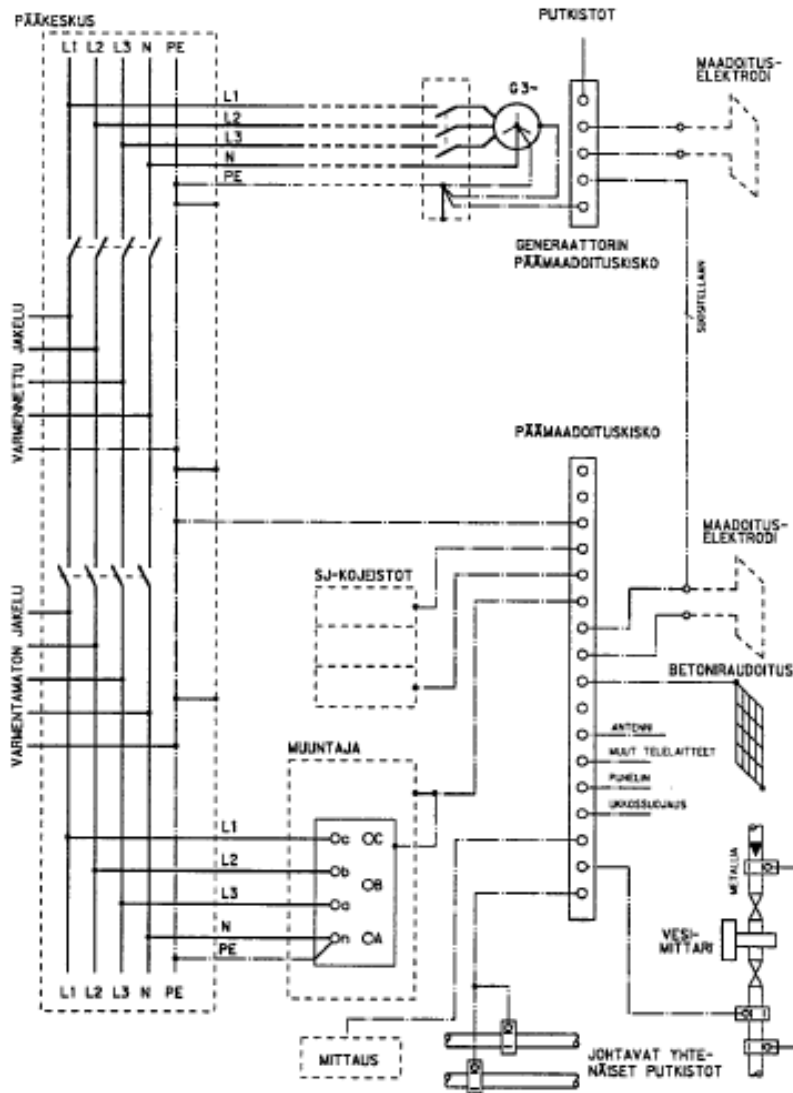 PÄÄKESKUS
L1 L2 L3 N PE
PUTKISTOT
MAADOITUS-
ELEKTRODI
G3~
L1
L2
L3
N
PE
GENERAATTORIN
PÄÄMAADOITUSKISKO
SUOSITELLAAN
VARMENNETTU JAKELU
PÄÄMAADOITUSKISKO
MAADOITUS-
ELEKTRODI
SJ-KOJEISTOT
VARMENTAMATON JAKELU
BETONIRAUDOITUS
ANTENNI
MUUT TELELAITTEET
PUHELIN
UKKOSSUOJAUS
MUUNTAJA
L1
c C
L2
b
B
L3
a
N
n A
PE
METALLIA
VESI-
MITTARI
L1 L2 L3 N PE
MITTAUS
JOHTAVAT YHTE-
NÄISET PUTKISTOT